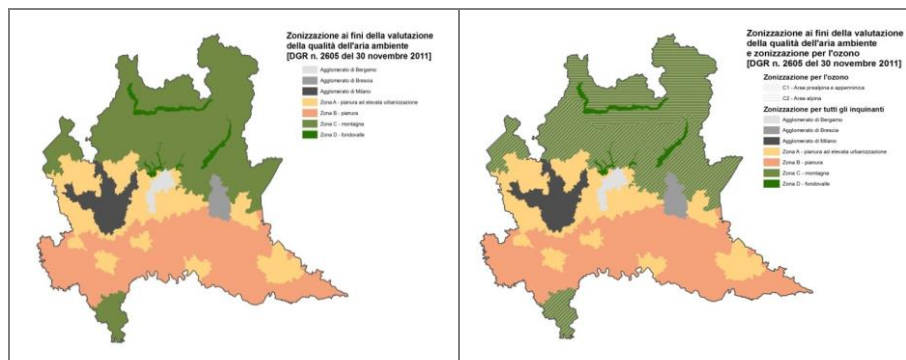 Zonizzazione ai fini della valutazione
della qualità dell'aria ambiente
[DGR n. 2605 del 30 novembre 2011]
Agglomerato di Bergamo
Agglomerato di Brescia
Agglomerato di Milano
Zona A - pianura ad elevata urbanizzazione
Zona B - pianura
Zona C - montagna
Zona D - fondovalle
Zonizzazione ai fini della valutazione
della qualità dell'aria ambiente
e zonizzazione per l'ozono
[DGR n. 2605 del 30 novembre 2011]
Zonizzazione per l'ozono
C1 - Area prealpina e appenninica
C2 - Area alpina
Zonizzazione per tutti gli inquinanti
Agglomerato di Bergamo
Agglomerato di Brescia
Agglomerato di Milano
Zona A - pianura ad elevata urbanizzazione
Zona B - pianura
Zona C - montagna
Zona D - fondovalle